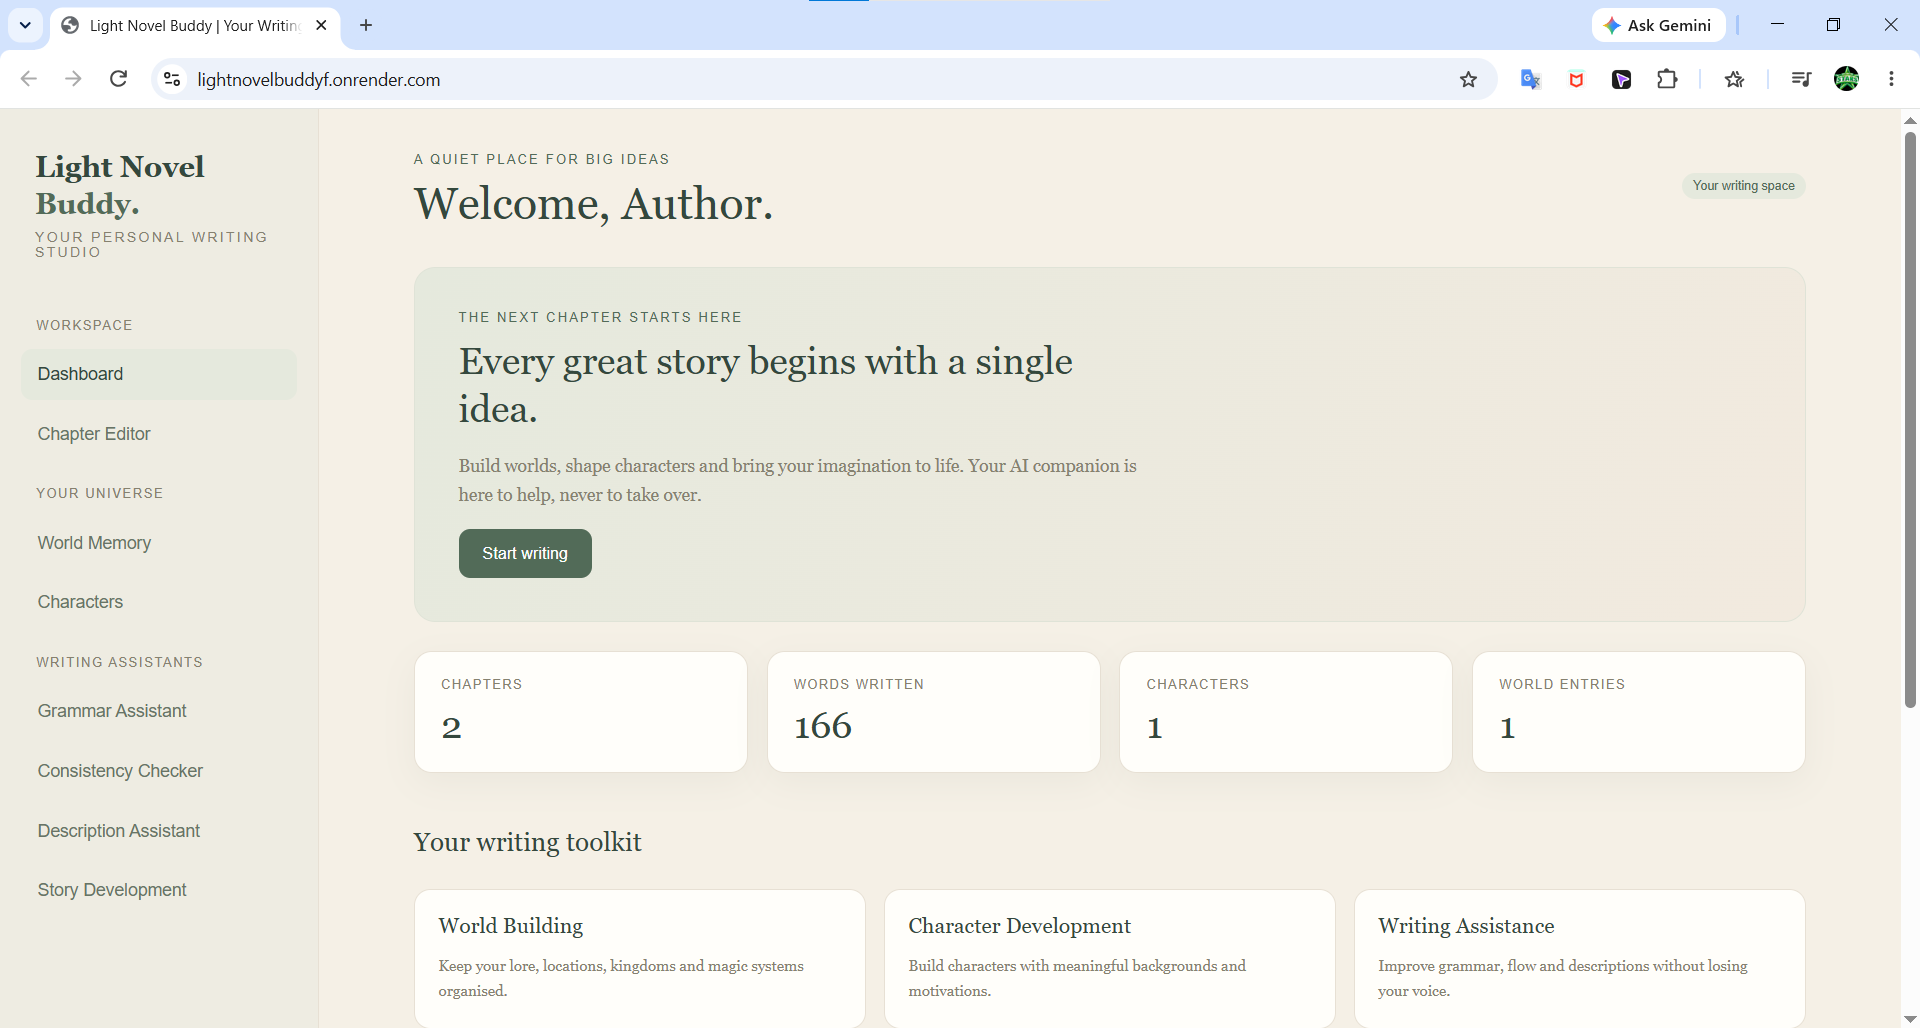 Light Novel Buddy | Your Writin
Ask Gemini
lightnovelbuddyf.onrender.com
Light Novel
Buddy.
YOUR PERSONAL WRITING
STUDIO
WORKSPACE
Dashboard
Chapter Editor
YOUR UNIVERSE
World Memory
Characters
WRITING ASSISTANTS
Grammar Assistant
Consistency Checker
Description Assistant
Story Development
A QUIET PLACE FOR BIG IDEAS
Welcome, Author.
Your writing space
THE NEXT CHAPTER STARTS HERE
Every great story begins with a single
idea.
Build worlds, shape characters and bring your imagination to life. Your AI companion is
here to help, never to take over.
Start writing
CHAPTERS
2
WORDS WRITTEN
166
CHARACTERS
1
WORLD ENTRIES
1
Your writing toolkit
World Building
Keep your lore, locations, kingdoms and magic systems
organised.
Character Development
Build characters with meaningful backgrounds and
motivations.
Writing Assistance
Improve grammar, flow and descriptions without losing
your voice.